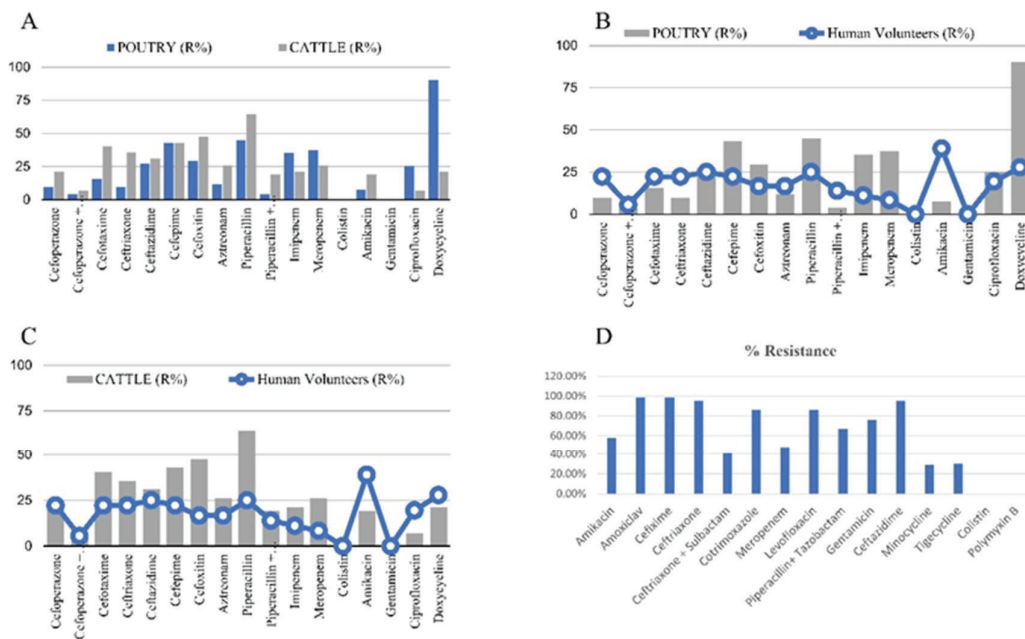 A
POUTRY (R%) CATTLE (R%)
100
75
50
25
0
Cefoperazone
Cefoperazone +...
Cefotaxime
Ceftriaxone
Ceftazidime
Cefepime
Cefoxitin
Aztreonam
Piperacillin
Piperacillin +...
Imipenem
Meropenem
Colistin
Amikacin
Gentamicin
Ciprofloxacin
Doxycycline
B
POUTRY (R%) Human Volunteers (R%)
100
75
50
25
0
Cefoperazone
Cefoperazone +...
Cefotaxime
Ceftriaxone
Ceftazidime
Cefepime
Cefoxitin
Aztreonam
Piperacillin
Piperacillin +...
Imipenem
Meropenem
Colistin
Amikacin
Gentamicin
Ciprofloxacin
Doxycycline
C
CATTLE (R%) Human Volunteers (R%)
100
75
50
25
0
Cefoperazone
Cefoperazone –...
Cefotaxime
Ceftriaxone
Ceftazidime
Cefepime
Cefoxitin
Aztreonam
Piperacillin
Piperacillin +...
Imipenem
Meropenem
Colistin
Amikacin
Gentamicin
Ciprofloxacin
Doxycycline
D
% Resistance
120.00%
100.00%
80.00%
60.00%
40.00%
20.00%
0.00%
Amikacin
Amoxiclav
Cefixime
Ceftriaxone
Ceftriaxone + Sulbactam
Cotrimoxazole
Meropenem
Levofloxacin
Piperacillin+ Tazobactam
Gentamicin
Ceftazidime
Minocycline
Tigecycline
Colistin
Polymyxin B